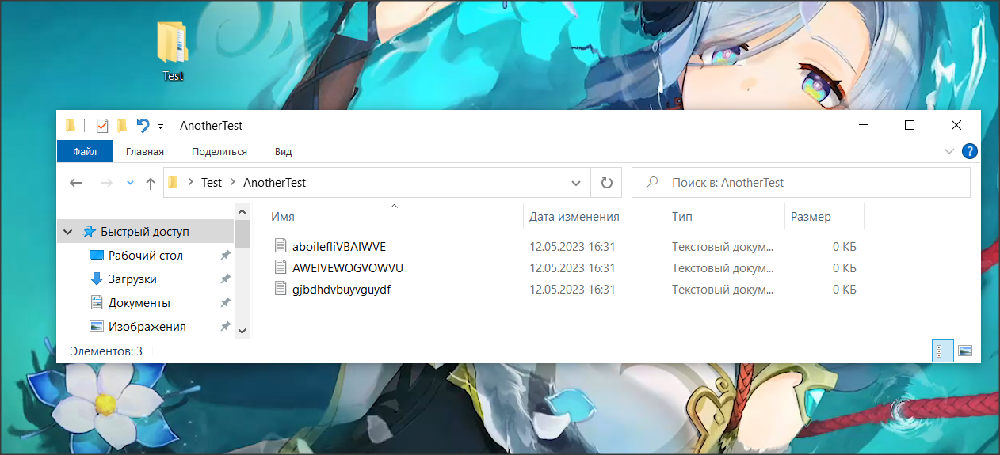 Test
AnotherTest
Файл Главная Поделиться Вид
Test AnotherTest Поиск в: AnotherTest
Имя Дата изменения Тип Размер
Быстрый доступ
Рабочий стол
Загрузки
Документы
Изображения
aboilefliVBAIWVE 12.05.2023 16:31 Текстовый докум... 0 КБ
AWEIVEWOGVOWVU 12.05.2023 16:31 Текстовый докум... 0 КБ
gjbdhdvbuyvguydf 12.05.2023 16:31 Текстовый докум... 0 КБ
Элементов: 3